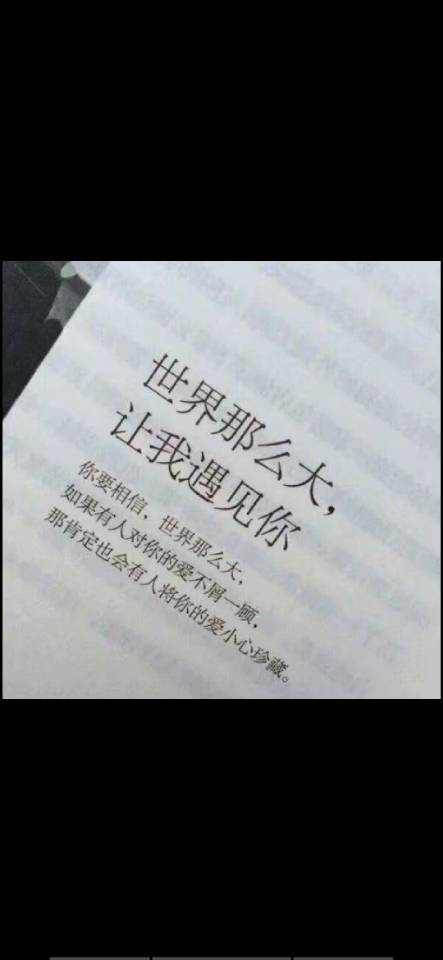 世界那么大，
让我遇见你
你要相信，世界那么大，
如果有人对你的爱不屑一顾，
那肯定也会有人将你的爱小心珍藏。